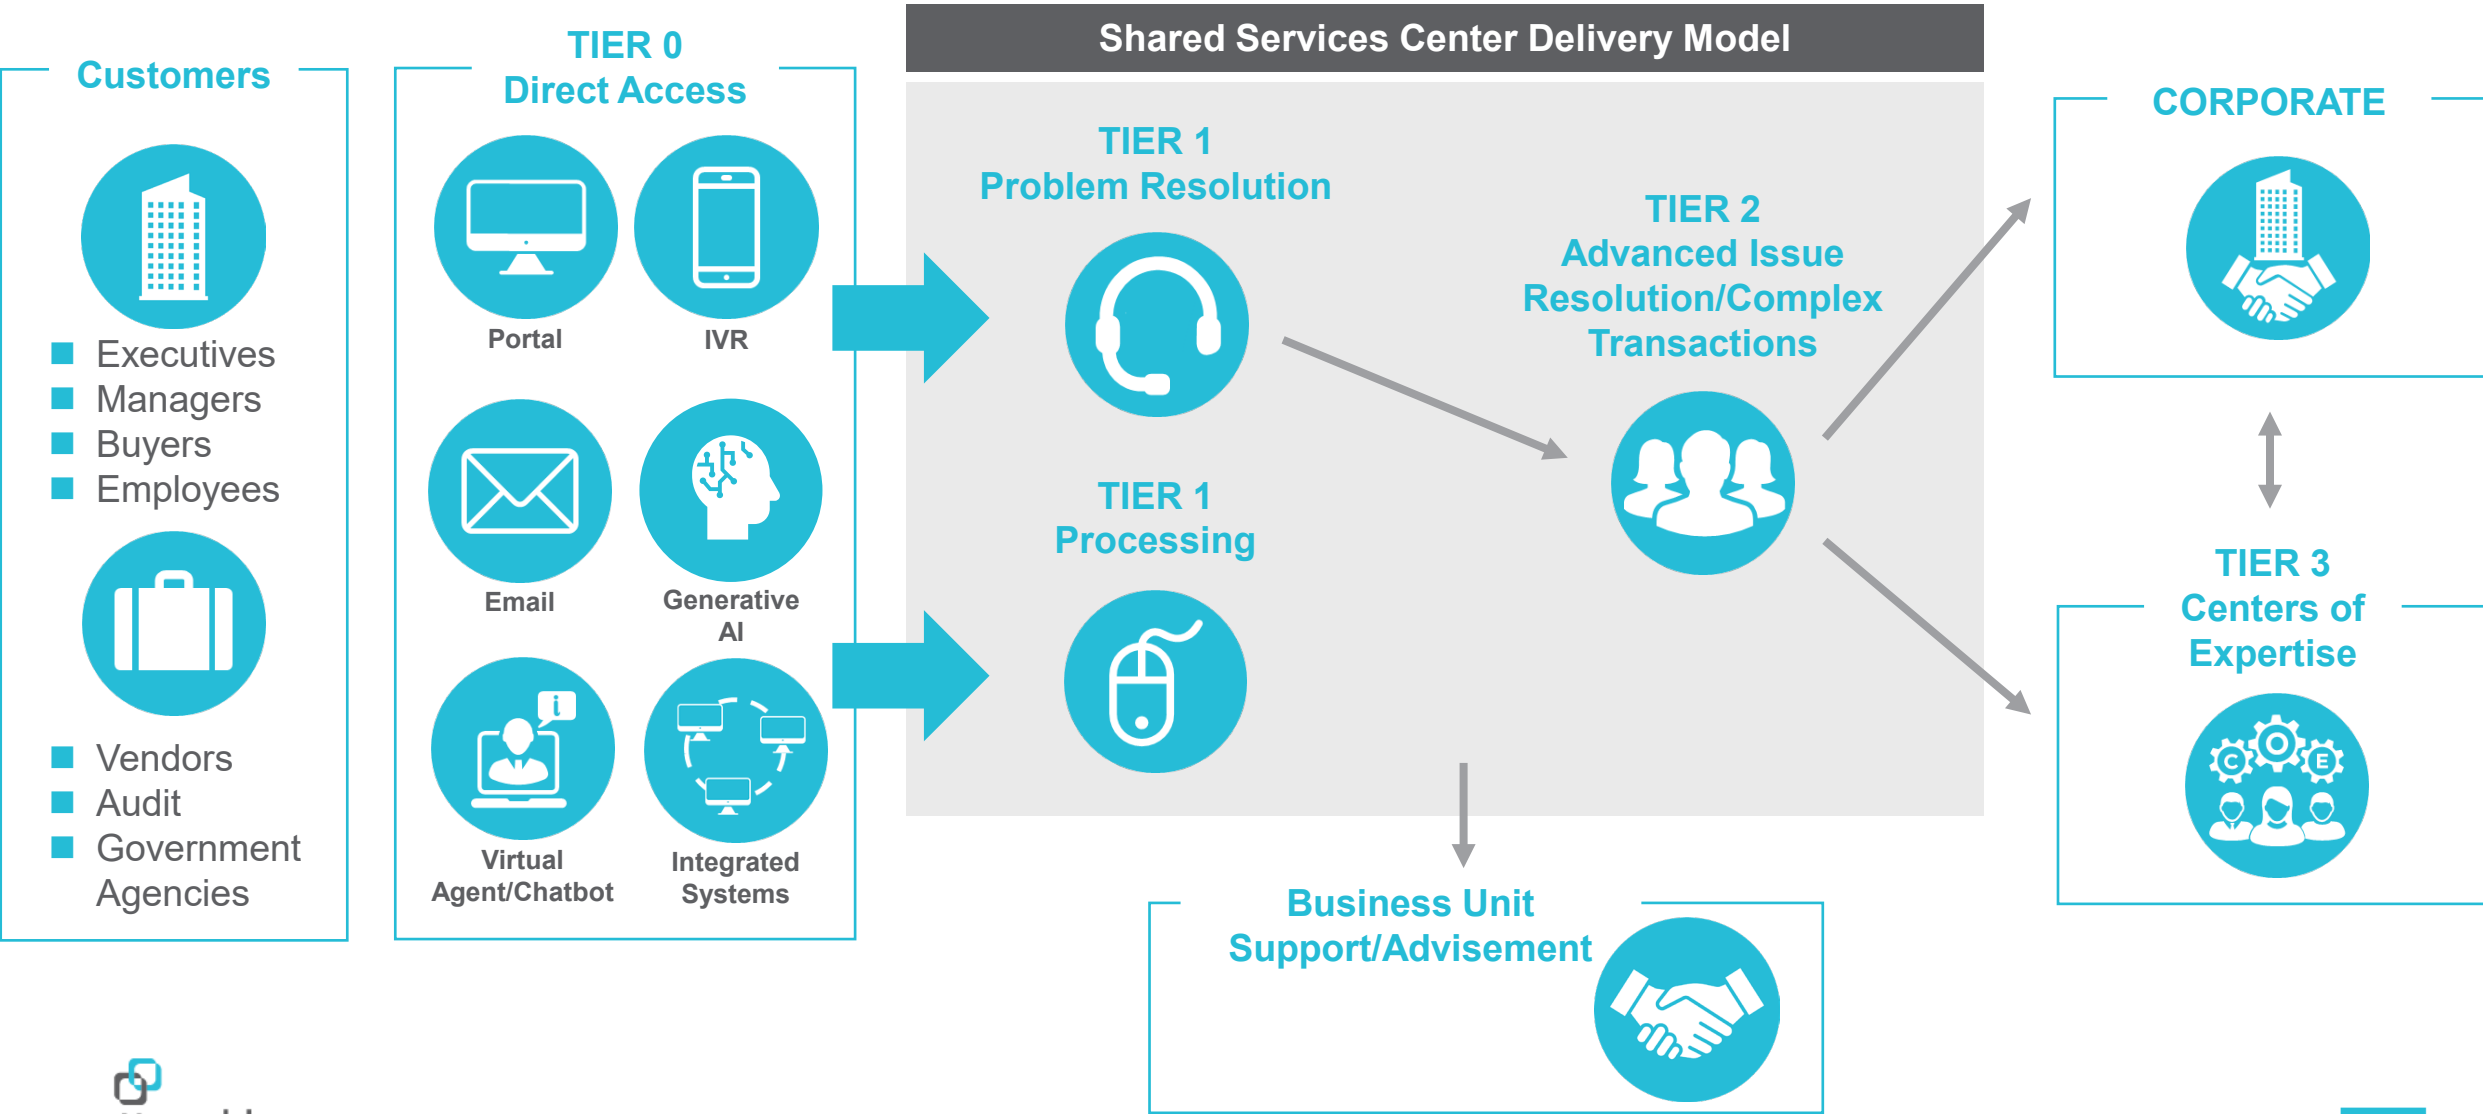 Shared Services Center Delivery Model
Customers
Executives
Managers
Buyers
Employees
Vendors
Audit
Government
Agencies
TIER 0
Direct Access
Portal
IVR
Email
Generative
AI
i
Virtual
Agent/Chatbot
Integrated
Systems
TIER 1
Problem Resolution
TIER 1
Processing
TIER 2
Advanced Issue
Resolution/Complex
Transactions
CORPORATE
TIER 3
Centers of
Expertise
C O E
Business Unit
Support/Advisement